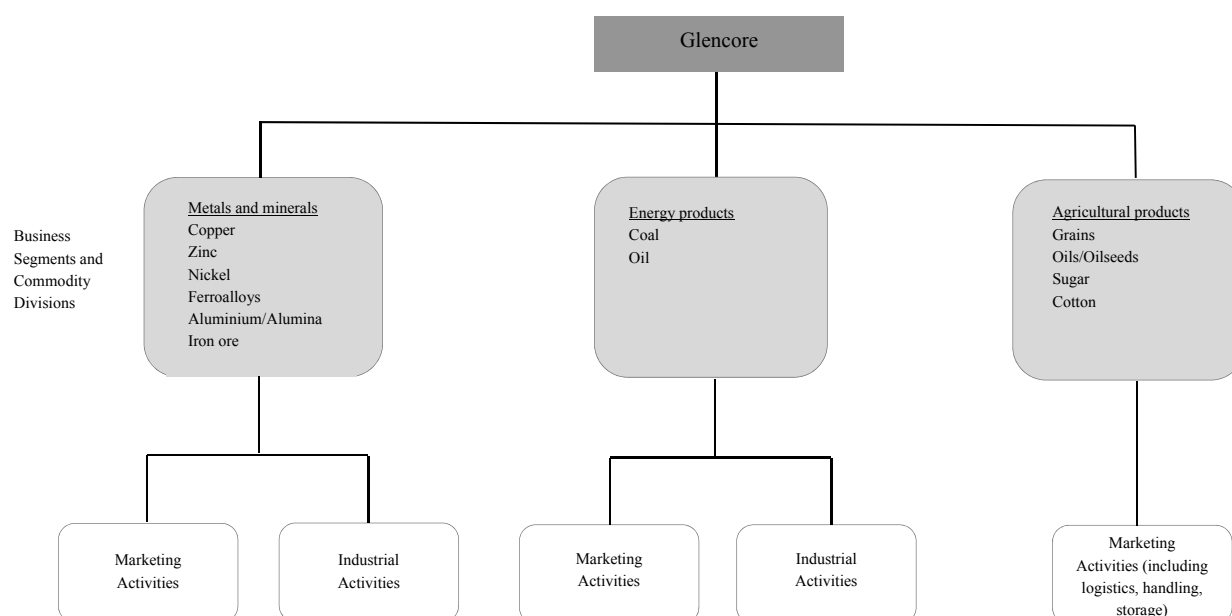 Glencore
Business
Segments and
Commodity
Divisions
Metals and minerals
Copper
Zinc
Nickel
Ferroalloys
Aluminium/Alumina
Iron ore
Energy products
Coal
Oil
Agricultural products
Grains
Oils/Oilseeds
Sugar
Cotton
Marketing
Activities
Industrial
Activities
Marketing
Activities
Industrial
Activities
Marketing
Activities (including
logistics, handling,
storage)